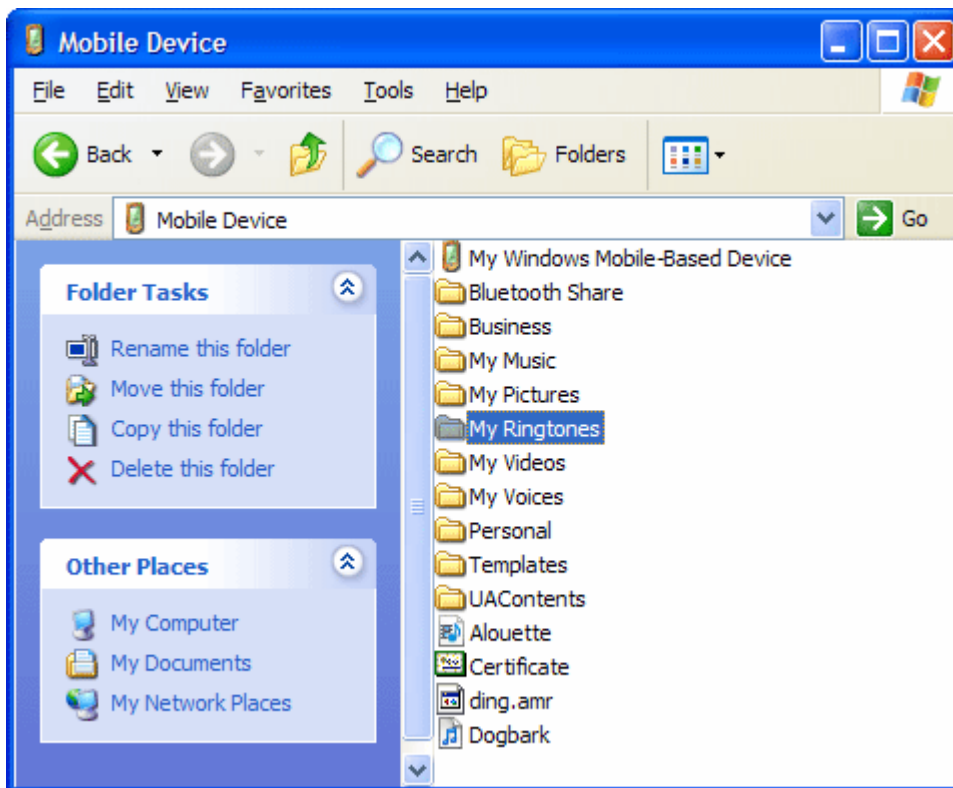 Mobile Device
File Edit View Favorites Tools Help
Back Search Folders
Address Mobile Device Go
Folder Tasks
Rename this folder
Move this folder
Copy this folder
Delete this folder
Other Places
My Computer
My Documents
My Network Places
My Windows Mobile-Based Device
Bluetooth Share
Business
My Music
My Pictures
My Ringtones
My Videos
My Voices
Personal
Templates
UAContents
Alouette
Certificate
ding.amr
Dogbark